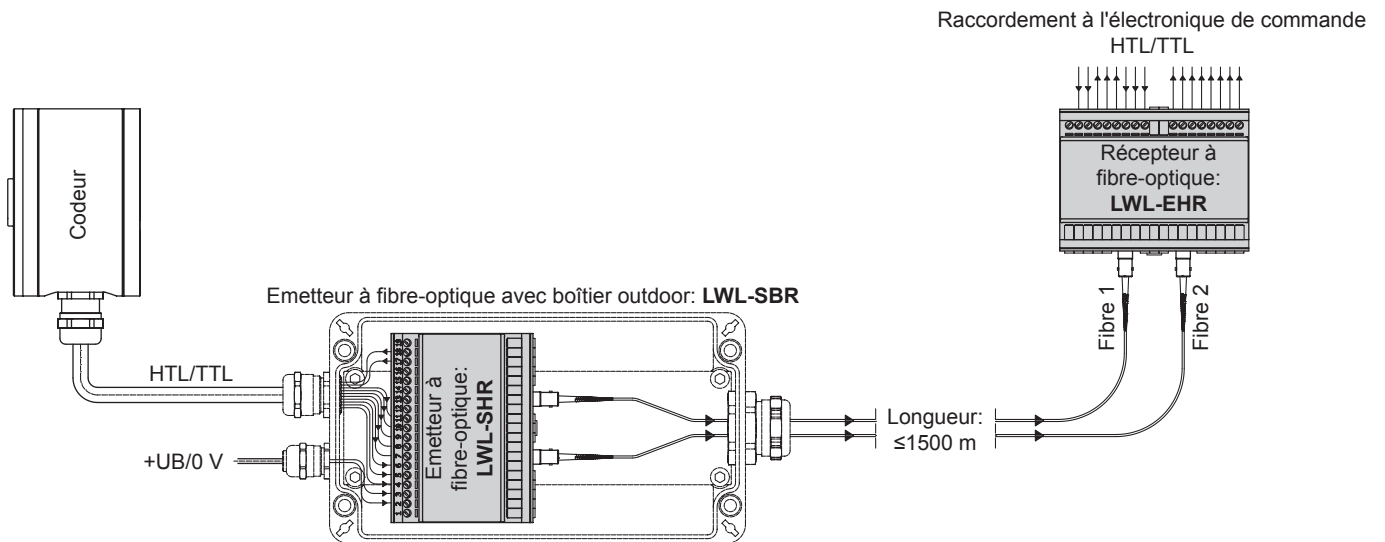 Raccordement à l'électronique de commande
HTL/TTL
Récepteur à
fibre-optique:
LWL-EHR
Codeur
Emetteur à fibre-optique avec boîtier outdoor: LWL-SBR
Fibre 1
Fibre 2
HTL/TTL
Emetteur à
fibre-optique:
LWL-SHR
Longueur:
≤1500 m
+UB/0 V